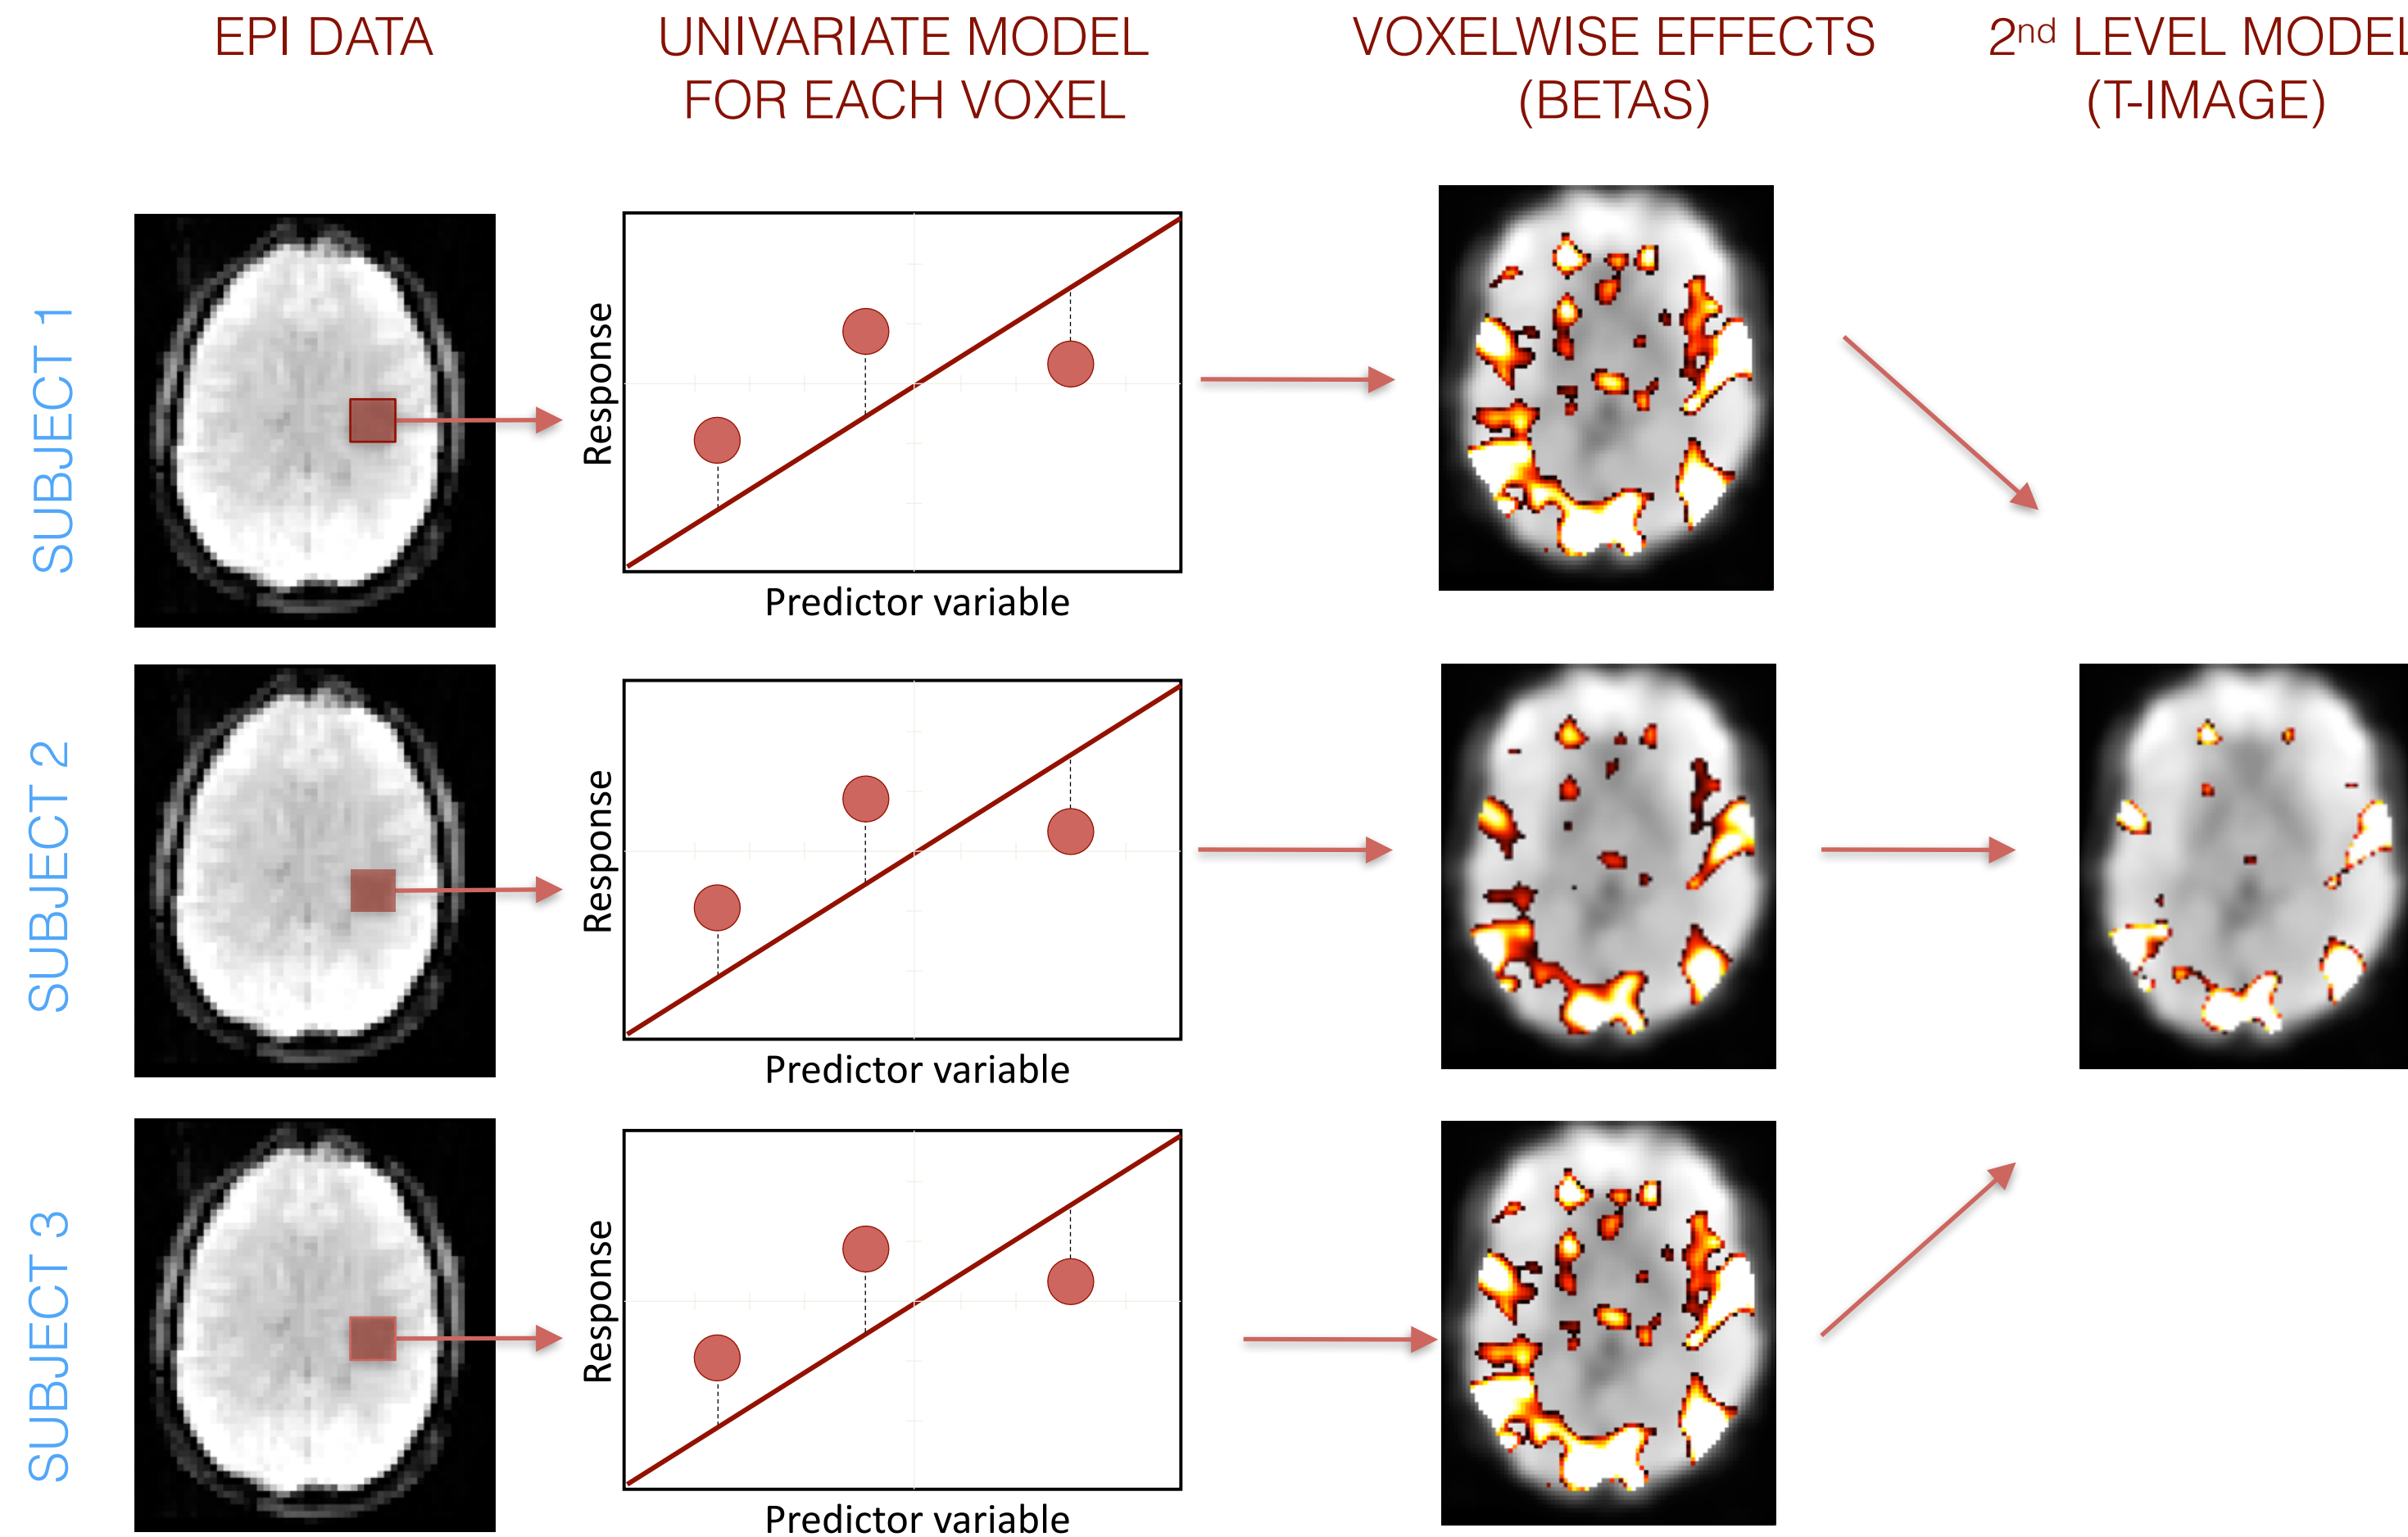 EPI DATA
UNIVARIATE MODEL
FOR EACH VOXEL
VOXELWISE EFFECTS
(BETAS)
2nd LEVEL MODEL
(T-IMAGE)
SUBJECT 1
Response
Predictor variable
SUBJECT 2
Response
Predictor variable
SUBJECT 3
Response
Predictor variable